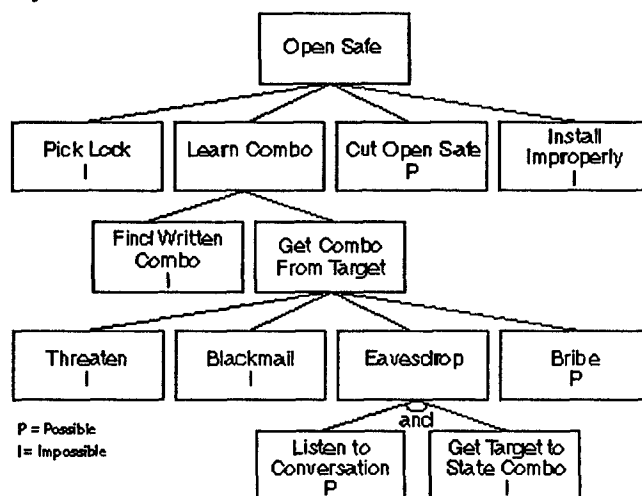 Open Safe
Pick Lock
I
Learn Combo
Cut Open Safe
P
Install
Improperly
I
Find Written
Combo
I
Get Combo
From Target
Threaten
I
Blackmail
I
Eavesdrop
Bribe
P
P = Possible
I = Impossible
and
Listen to
Conversation
P
Get Target to
State Combo
I